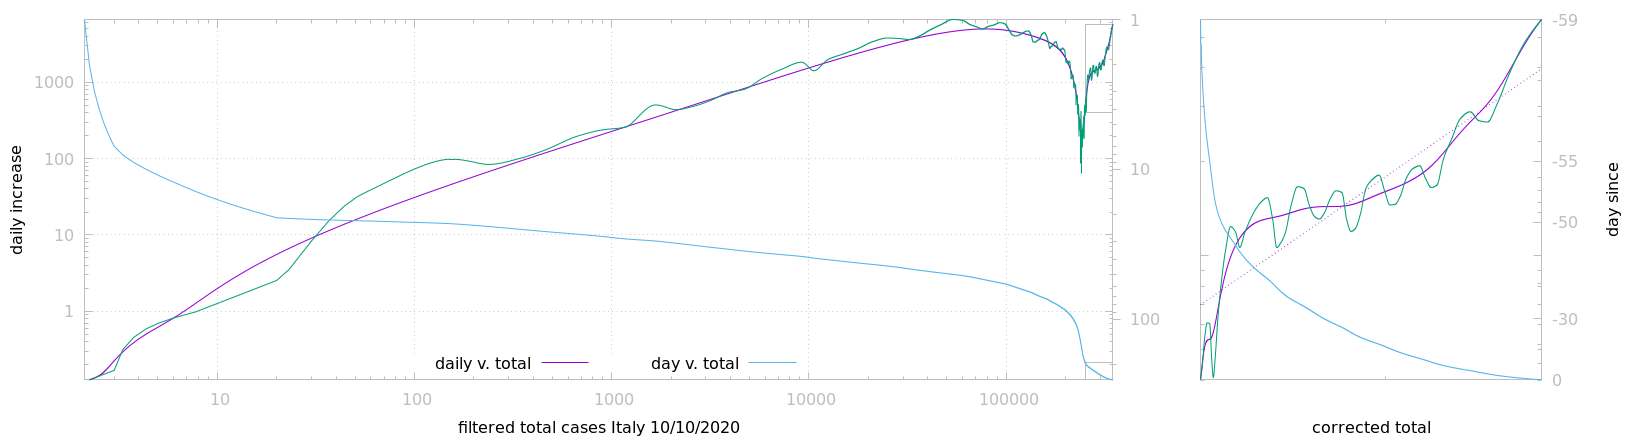 daily increase
1000
100
10
1
10
100
1000
10000
100000
filtered total cases Italy 10/10/2020
daily v. total
day v. total
1
10
100
corrected total
-59
-55
-50
-30
0
day since